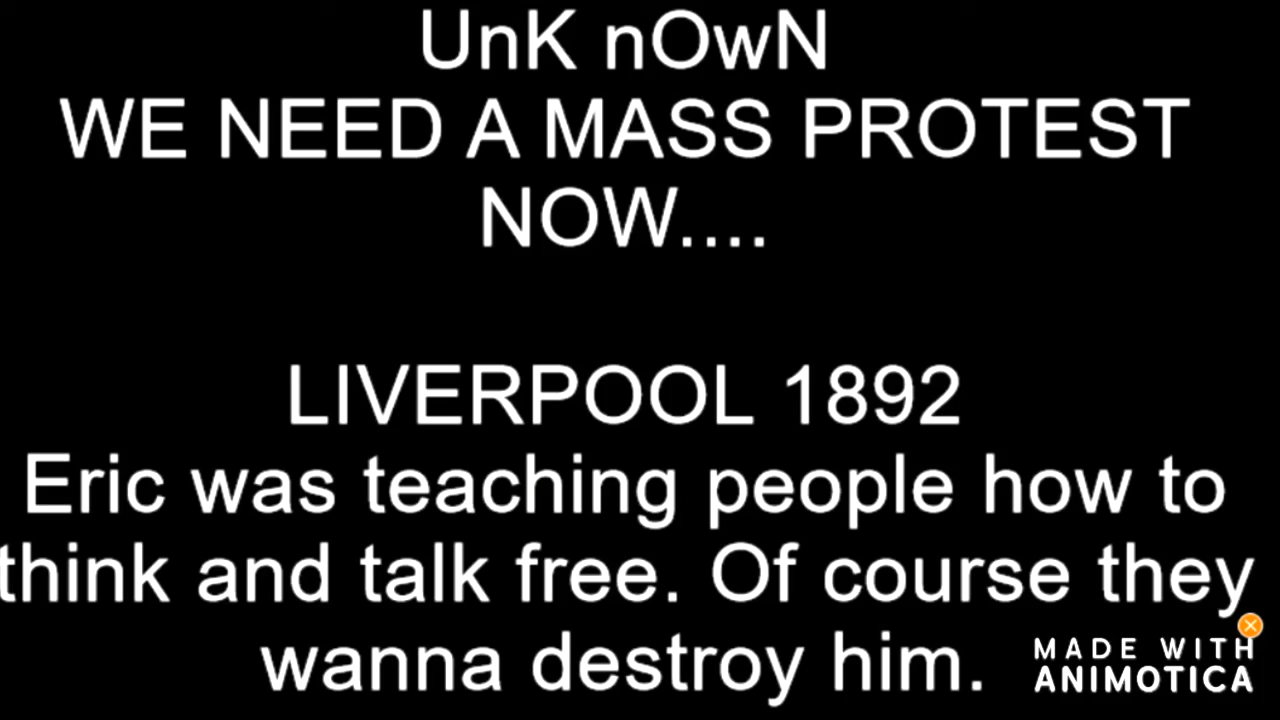 UnK nOwN
WE NEED A MASS PROTEST
NOW....
LIVERPOOL 1892
Eric was teaching people how to
think and talk free. Of course they
wanna destroy him.
MADE WITH
ANIMOTICA